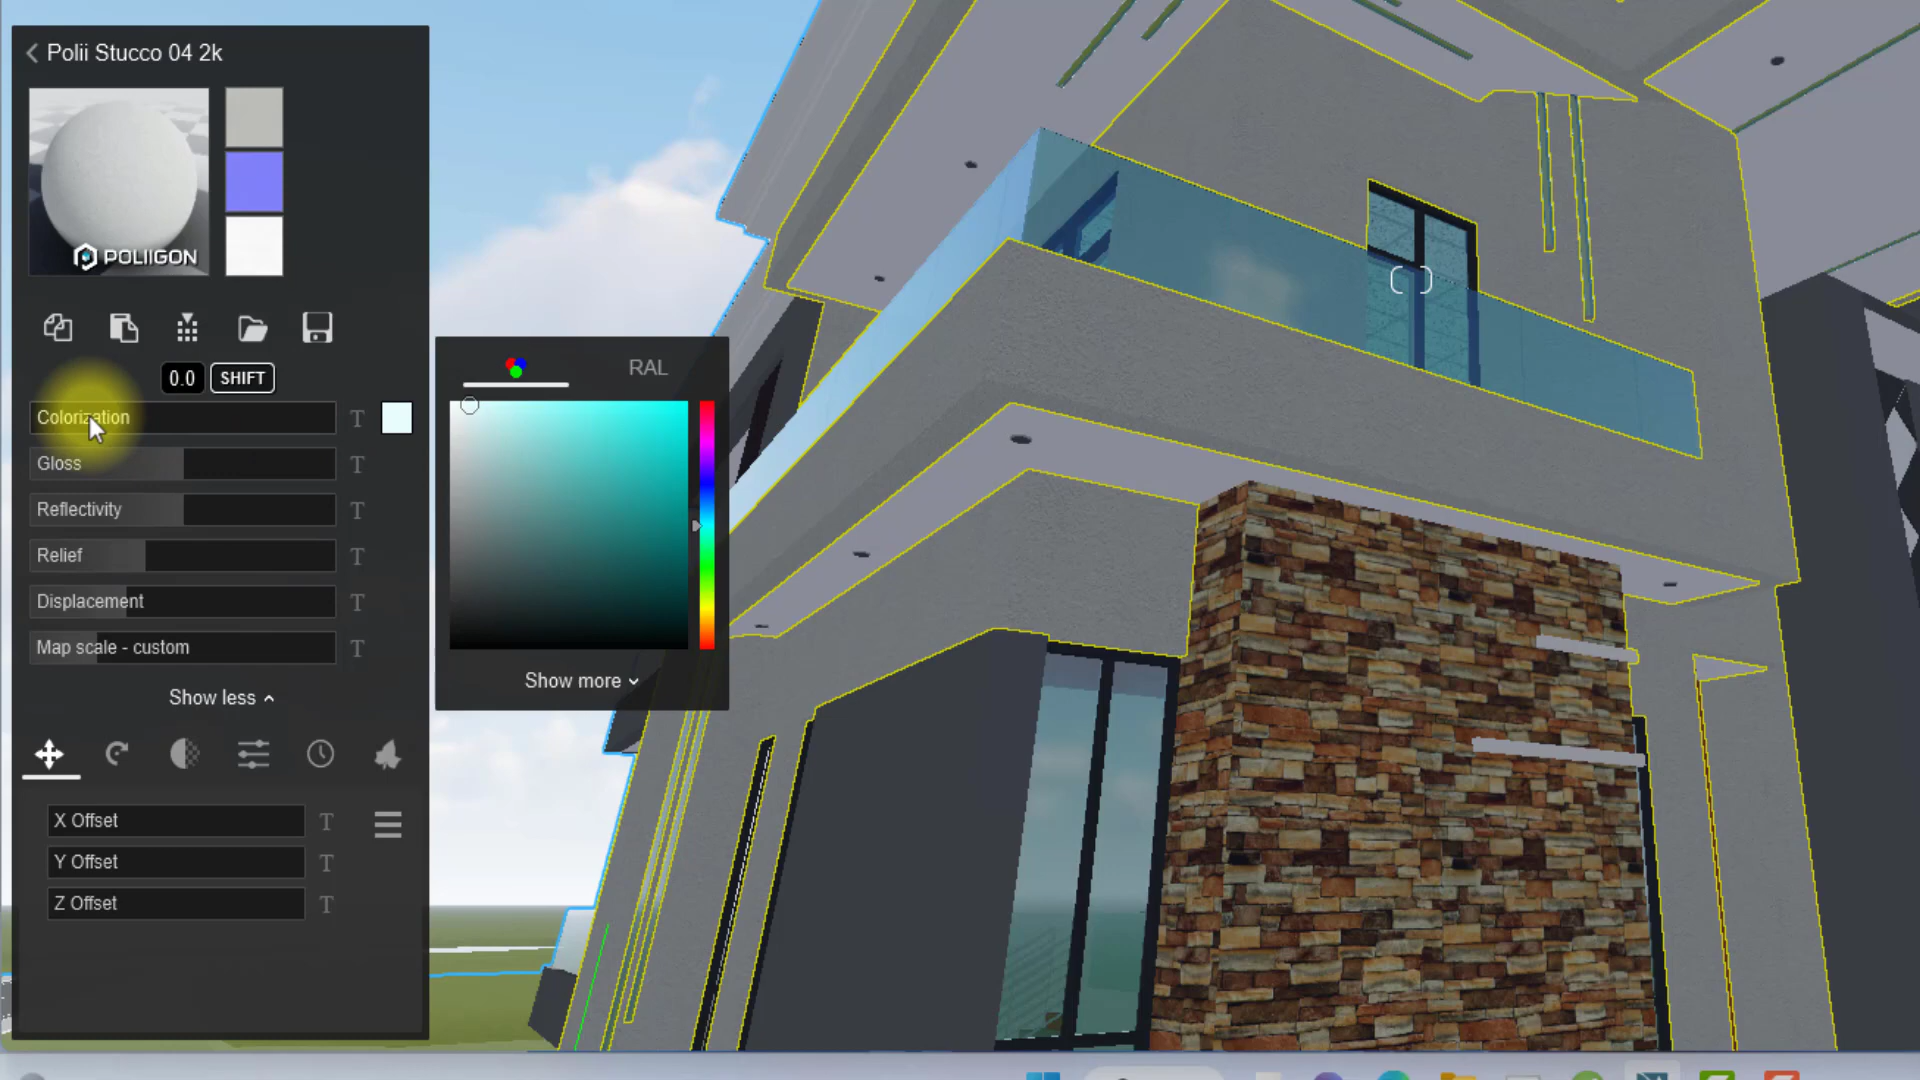 Polii Stucco 04 2k
POLIIGON
0.0 SHIFT
Colorization T
Gloss T
Reflectivity T
Relief T
Displacement T
Map scale - custom T
Show less
X Offset T
Y Offset T
Z Offset T
RAL
Show more